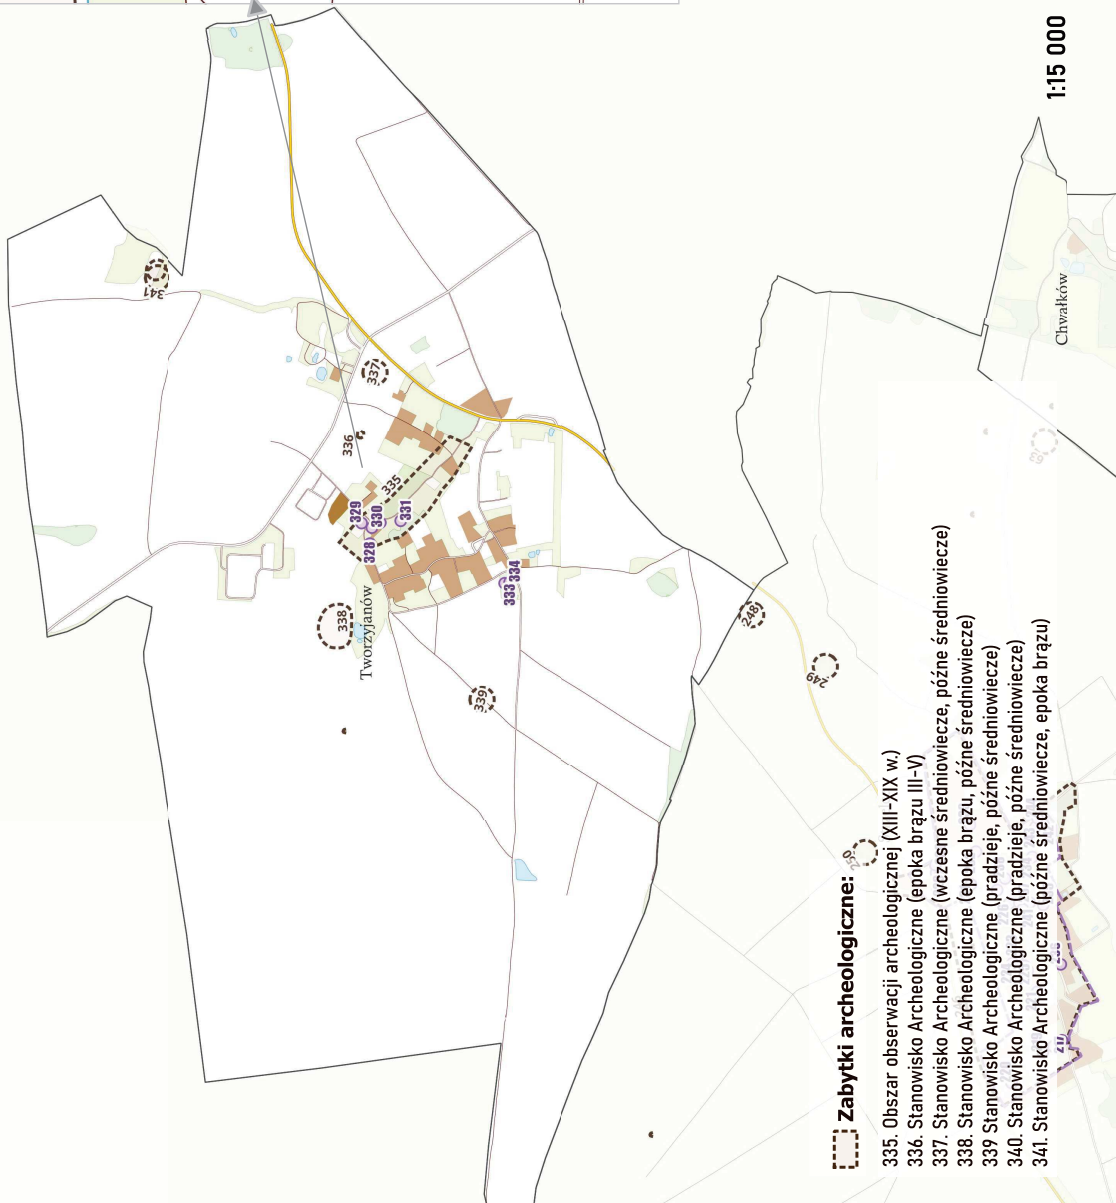 1:15 000
Chwałków
Tworzyjanów
341
337
336
335
329
330
331
328
333
334
338
339
248
249
250
63
217
Zabytki archeologiczne:
335. Obszar obserwacji archeologicznej (XIII-XIX w.)
336. Stanowisko Archeologiczne (epoka brązu III-V)
337. Stanowisko Archeologiczne (wczesne średniowiecze, późne średniowiecze)
338. Stanowisko Archeologiczne (epoka brązu, późne średniowiecze)
339 Stanowisko Archeologiczne (pradzieje, późne średniowiecze)
340. Stanowisko Archeologiczne (pradzieje, późne średniowiecze)
341. Stanowisko Archeologiczne (późne średniowiecze, epoka brązu)